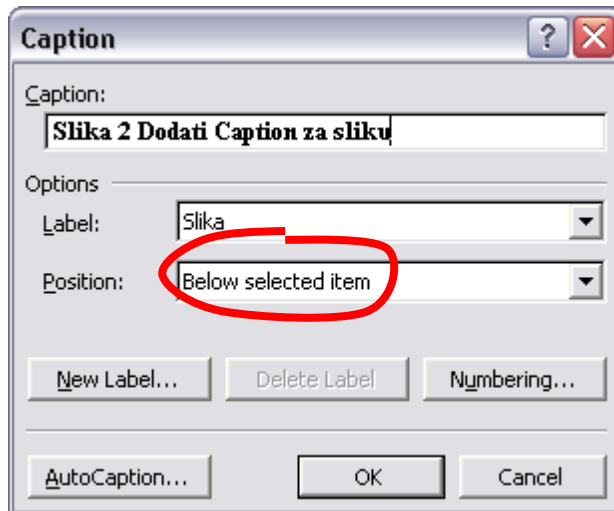 Caption
Caption:
Slika 2 Dodati Caption za sliku
Options
Label: Slika
Position: Below selected item
New Label... Delete Label Numbering...
AutoCaption... OK Cancel